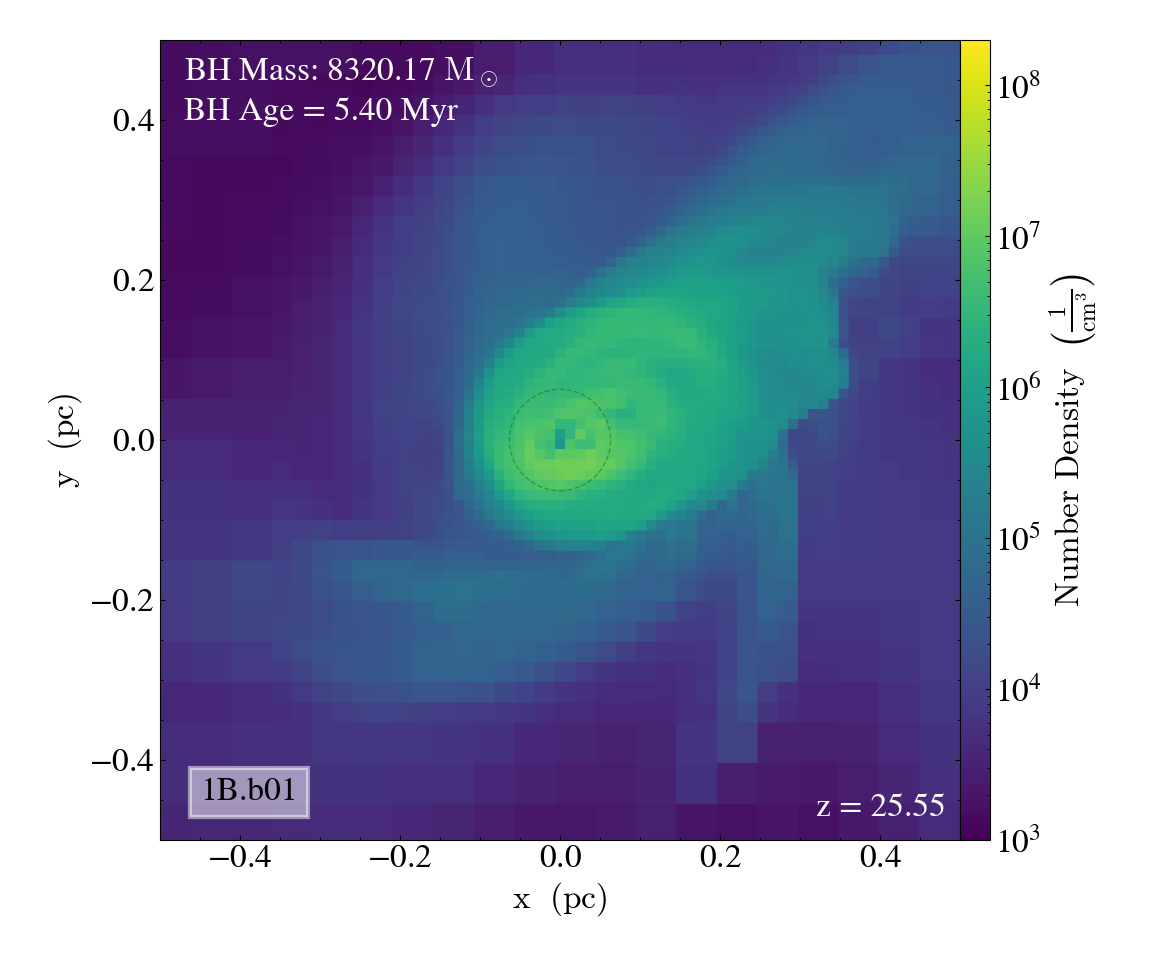 BH Mass: 8320.17 M⊙
BH Age = 5.40 Myr
0.4
0.2
0.0
−0.2
−0.4
y (pc)
1B.b01
z = 25.55
−0.4 −0.2 0.0 0.2 0.4
x (pc)
10⁸
10⁷
10⁶
10⁵
10⁴
10³
Number Density (1/cm³)